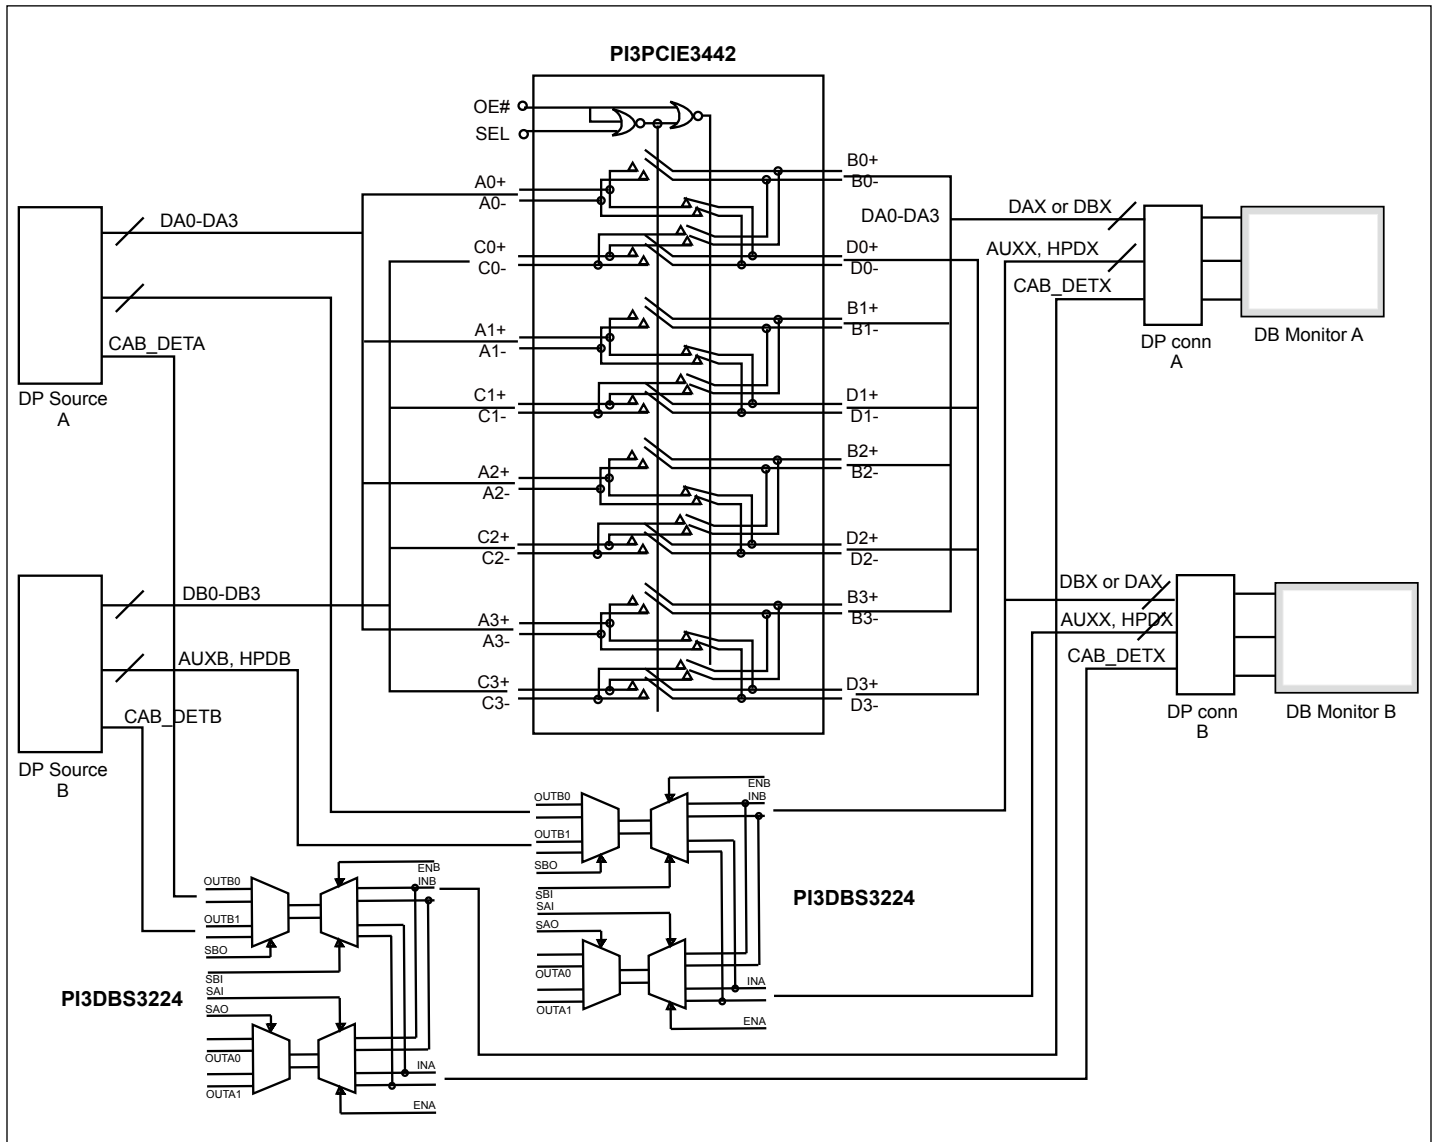 PI3PCIE3442
OE#
SEL
A0+
A0-
C0+
C0-
A1+
A1-
C1+
C1-
A2+
A2-
C2+
C2-
A3+
A3-
C3+
C3-
B0+
B0-
DA0-DA3
D0+
D0-
B1+
B1-
D1+
D1-
B2+
B2-
D2+
D2-
B3+
B3-
D3+
D3-
DA0-DA3
CAB_DETA
DP Source
A
DB0-DB3
AUXB, HPDB
CAB_DETB
DP Source
B
DAX or DBX
AUXX, HPDX
CAB_DETX
DP conn
A
DB Monitor A
DBX or DAX
AUXX, HPDX
CAB_DETX
DP conn
B
DB Monitor B
OUTB0
OUTB1
SBO
SBI
SAI
SAO
OUTA0
OUTA1
ENB
INB
INA
ENA
PI3DBS3224
OUTB0
OUTB1
SBO
SBI
SAI
SAO
OUTA0
OUTA1
ENB
INB
INA
ENA
PI3DBS3224